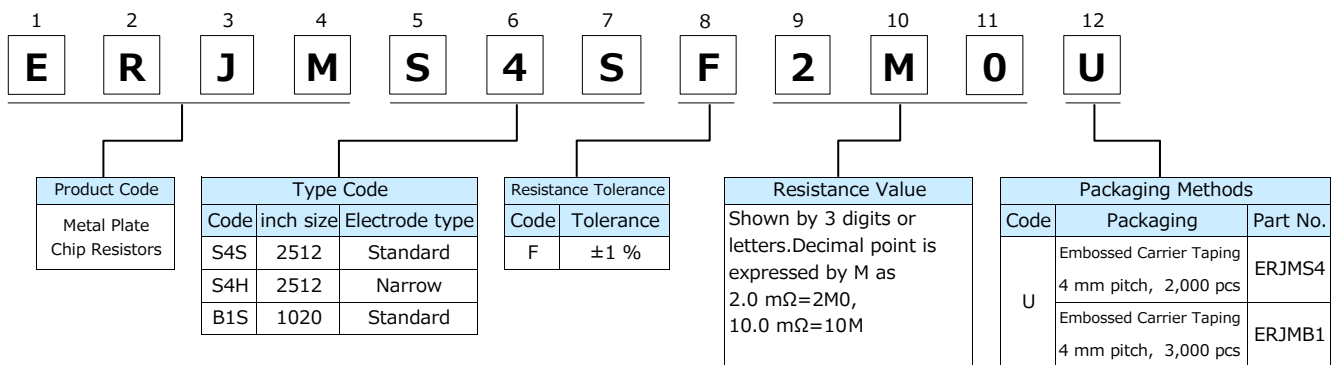 1 2 3 4 5 6 7 8 9 10 11 12
E R J M S 4 S F 2 M 0 U
Product Code
Metal Plate
Chip Resistors
Type Code
Code inch size Electrode type
S4S 2512 Standard
S4H 2512 Narrow
B1S 1020 Standard
Resistance Tolerance
Code Tolerance
F ±1 %
Resistance Value
Shown by 3 digits or
letters.Decimal point is
expressed by M as
2.0 mΩ=2M0,
10.0 mΩ=10M
Packaging Methods
Code Packaging Part No.
U
Embossed Carrier Taping
4 mm pitch, 2,000 pcs
ERJMS4
Embossed Carrier Taping
4 mm pitch, 3,000 pcs
ERJMB1